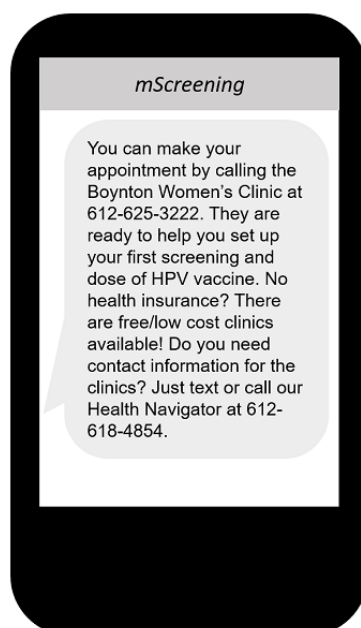 mScreening
You can make your
appointment by calling the
Boynton Women's Clinic at
612-625-3222. They are
ready to help you set up
your first screening and
dose of HPV vaccine. No
health insurance? There
are free/low cost clinics
available! Do you need
contact information for the
clinics? Just text or call our
Health Navigator at 612-
618-4854.